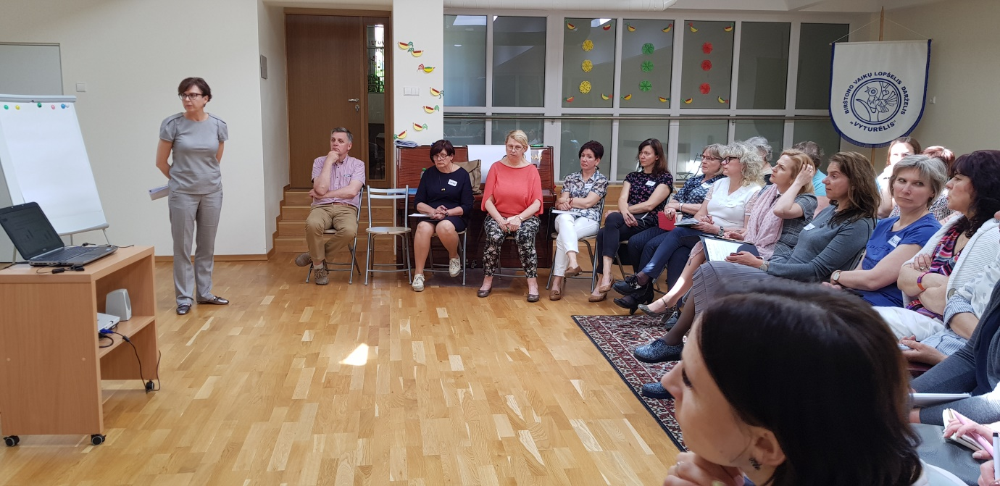 BIRŠTONO VAIKŲ LOPŠELIS DARŽELIS
„VYTURĖLIS"